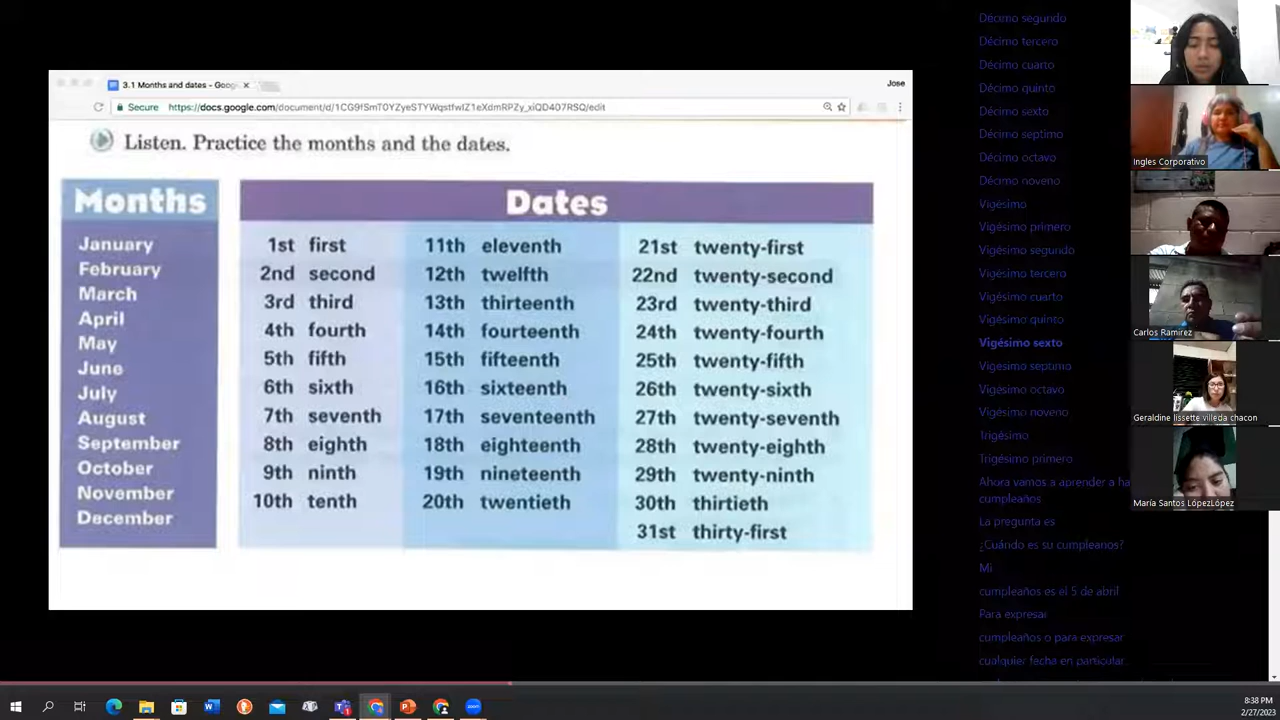 3.1 Months and dates - Goog
Jose
Secure https://docs.google.com/document/d/1CG9fSmT0YZyeSTYWqstfwIZ1eXdmRPZy_xiQD407RSQ/edit
Listen. Practice the months and the dates.
Months
January
February
March
April
May
June
July
August
September
October
November
December
Dates
1st first
2nd second
3rd third
4th fourth
5th fifth
6th sixth
7th seventh
8th eighth
9th ninth
10th tenth
11th eleventh
12th twelfth
13th thirteenth
14th fourteenth
15th fifteenth
16th sixteenth
17th seventeenth
18th eighteenth
19th nineteenth
20th twentieth
21st twenty-first
22nd twenty-second
23rd twenty-third
24th twenty-fourth
25th twenty-fifth
26th twenty-sixth
27th twenty-seventh
28th twenty-eighth
29th twenty-ninth
30th thirtieth
31st thirty-first
Décimo segundo
Décimo tercero
Décimo cuarto
Décimo quinto
Décimo sexto
Décimo septimo
Décimo octavo
Décimo noveno
Vigésimo
Vigésimo primero
Vigésimo segundo
Vigésimo tercero
Vigésimo cuarto
Vigésimo quinto
Vigésimo sexto
Vigésimo septimo
Vigésimo octavo
Vigésimo noveno
Trigésimo
Trigésimo primero
Ahora vamos a aprender a ha
cumpleaños
La pregunta es
¿Cuándo es su cumpleanos?
Mi
cumpleaños es el 5 de abril
Para expresar
cumpleaños o para expresar
cualquier fecha en particular
Ingles Corporativo
Carlos Ramirez
Geraldine lissette villeda chacon
María Santos LópezLópez
8:38 PM
2/27/2023